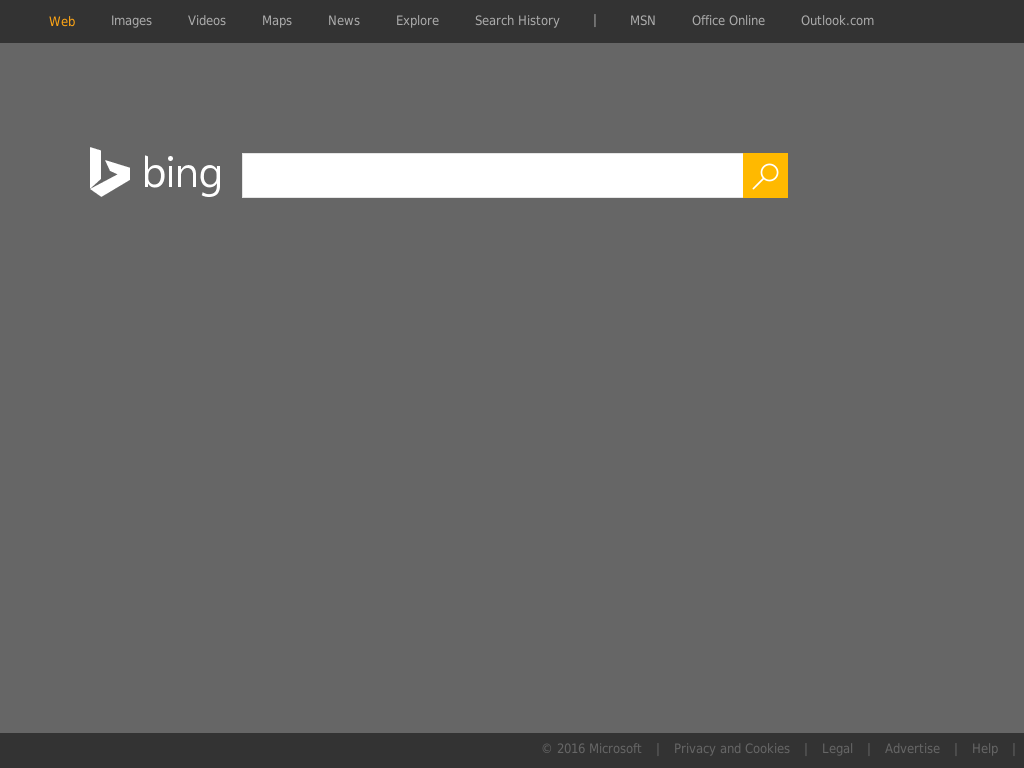 Web Images Videos Maps News Explore Search History | MSN Office Online Outlook.com
bing
© 2016 Microsoft | Privacy and Cookies | Legal | Advertise | Help |